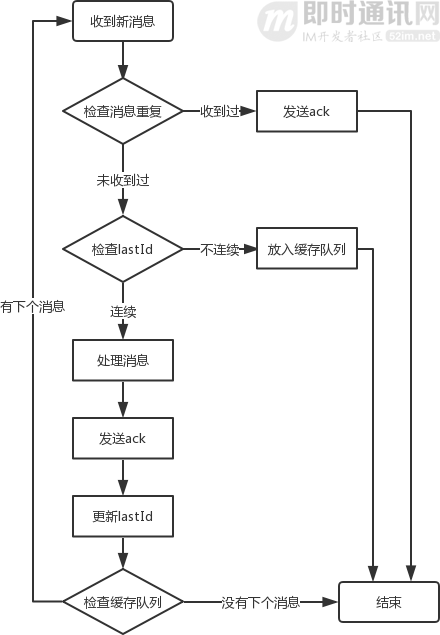 收到新消息
即时通讯网
IM开发者社区 52im.net
检查消息重复
收到过
发送ack
未收到过
检查lastId
不连续
放入缓存队列
有下个消息
连续
处理消息
发送ack
更新lastId
检查缓存队列
没有下个消息
结束